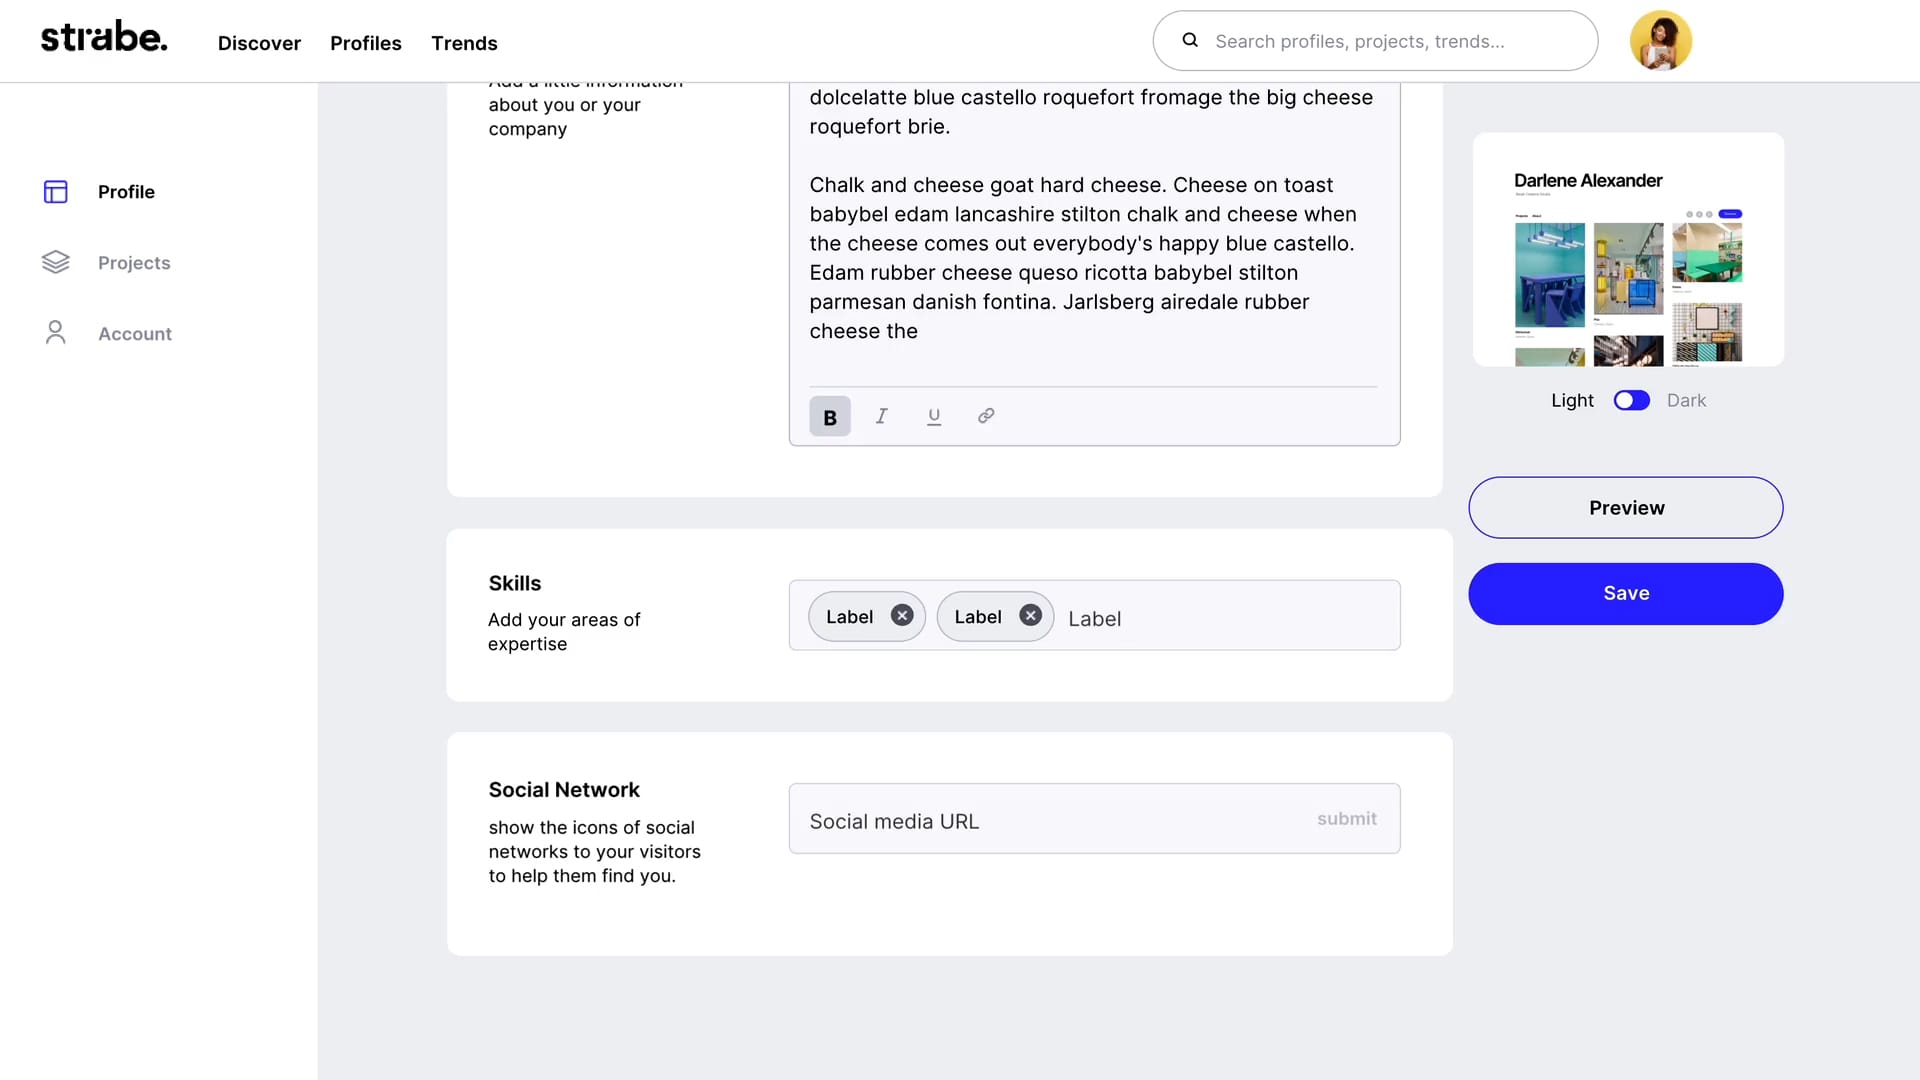 strabe.
Discover
Profiles
Trends
Search profiles, projects, trends...
Profile
Projects
Account
Add a little information
about you or your
company
dolcelatte blue castello roquefort fromage the big cheese
roquefort brie.
Chalk and cheese goat hard cheese. Cheese on toast
babybel edam lancashire stilton chalk and cheese when
the cheese comes out everybody's happy blue castello.
Edam rubber cheese queso ricotta babybel stilton
parmesan danish fontina. Jarlsberg airedale rubber
cheese the
B I U
Skills
Add your areas of
expertise
Label
Label
Label
Social Network
show the icons of social
networks to your visitors
to help them find you.
Social media URL
submit
Darlene Alexander
Projects
About
Light
Dark
Preview
Save